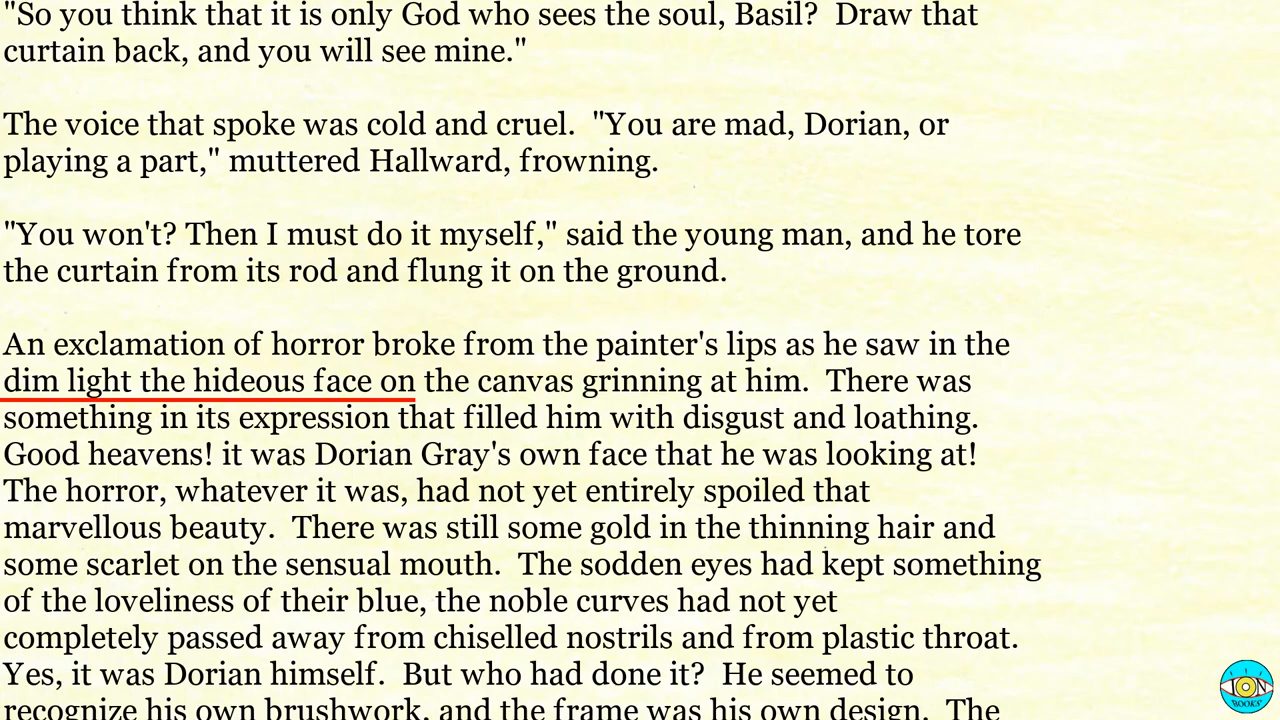 "So you think that it is only God who sees the soul, Basil?  Draw that
curtain back, and you will see mine."
The voice that spoke was cold and cruel.  "You are mad, Dorian, or
playing a part," muttered Hallward, frowning.
"You won't? Then I must do it myself," said the young man, and he tore
the curtain from its rod and flung it on the ground.
An exclamation of horror broke from the painter's lips as he saw in the
dim light the hideous face on the canvas grinning at him.  There was
something in its expression that filled him with disgust and loathing.
Good heavens! it was Dorian Gray's own face that he was looking at!
The horror, whatever it was, had not yet entirely spoiled that
marvellous beauty.  There was still some gold in the thinning hair and
some scarlet on the sensual mouth.  The sodden eyes had kept something
of the loveliness of their blue, the noble curves had not yet
completely passed away from chiselled nostrils and from plastic throat.
Yes, it was Dorian himself.  But who had done it?  He seemed to
recognize his own brushwork, and the frame was his own design.  The
ION
BOOKS